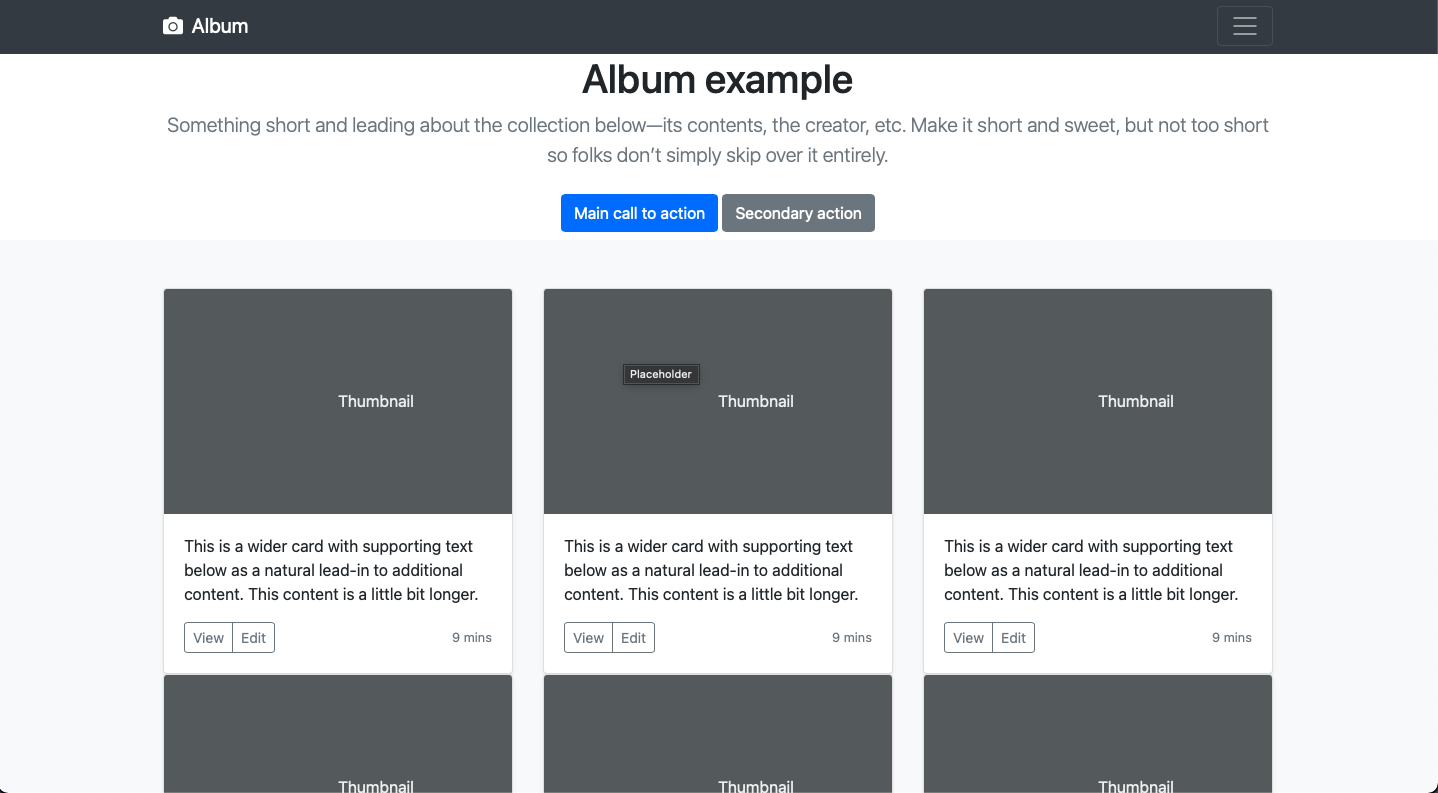 Album
Album example
Something short and leading about the collection below—its contents, the creator, etc. Make it short and sweet, but not too short
so folks don’t simply skip over it entirely.
Main call to action Secondary action
Placeholder
Thumbnail Thumbnail Thumbnail
This is a wider card with supporting text
below as a natural lead-in to additional
content. This content is a little bit longer.
View Edit 9 mins
This is a wider card with supporting text
below as a natural lead-in to additional
content. This content is a little bit longer.
View Edit 9 mins
This is a wider card with supporting text
below as a natural lead-in to additional
content. This content is a little bit longer.
View Edit 9 mins
Thumbnail Thumbnail Thumbnail